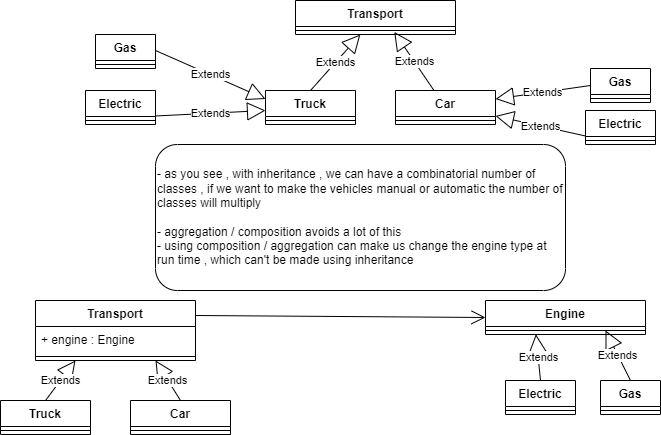 Transport
Gas
Extends
Extends
Extends
Gas
Electric
Extends
Truck
Car
Extends
Extends
Extends
Electric
- as you see , with inheritance , we can have a combinatorial number of
classes , if we want to make the vehicles manual or automatic the number of
classes will multiply
- aggregation / composition avoids a lot of this
- using composition / aggregation can make us change the engine type at
run time , which can't be made using inheritance
Transport
+ engine : Engine
Engine
Extends
Extends
Extends
Extends
Truck
Car
Electric
Gas